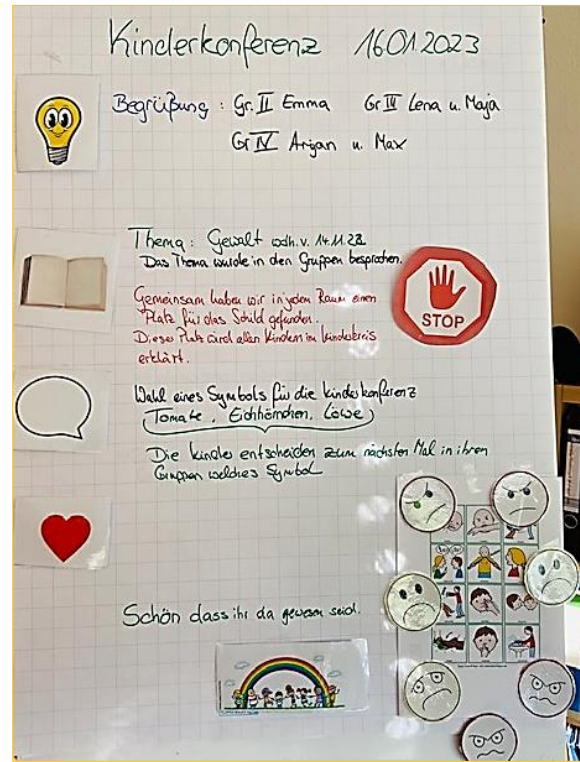 Kinderkonferenz 16.01.2023
Begrüßung : Gr. II Emma Gr III Lena u. Maja
Gr IV Arijan u. Max
Thema: Gewalt wdh. v. 14.11.22
Das Thema wurde in den Gruppen besprochen.
Gemeinsam haben wir in jedem Raum einen
Platz für das Schild gefunden.
Dieser Platz wird allen Kindern im Kinderkreis
erklärt.
STOP
Wahl eines Symbols für die Kinderkonferenz
Tomate, Eichhörnchen, Löwe
Die Kinder entscheiden zum nächsten Mal in ihren
Gruppen welches Symbol
Schön dass ihr da gewesen seid.